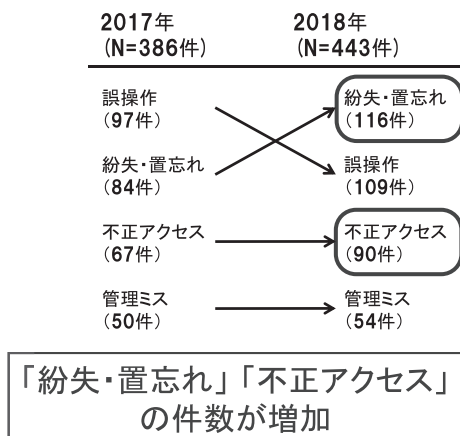 2017年 2018年
(N=386件) (N=443件)
誤操作 紛失・置忘れ
(97件) (116件)
紛失・置忘れ 誤操作
(84件) (109件)
不正アクセス 不正アクセス
(67件) (90件)
管理ミス 管理ミス
(50件) (54件)
「紛失・置忘れ」「不正アクセス」
の件数が増加